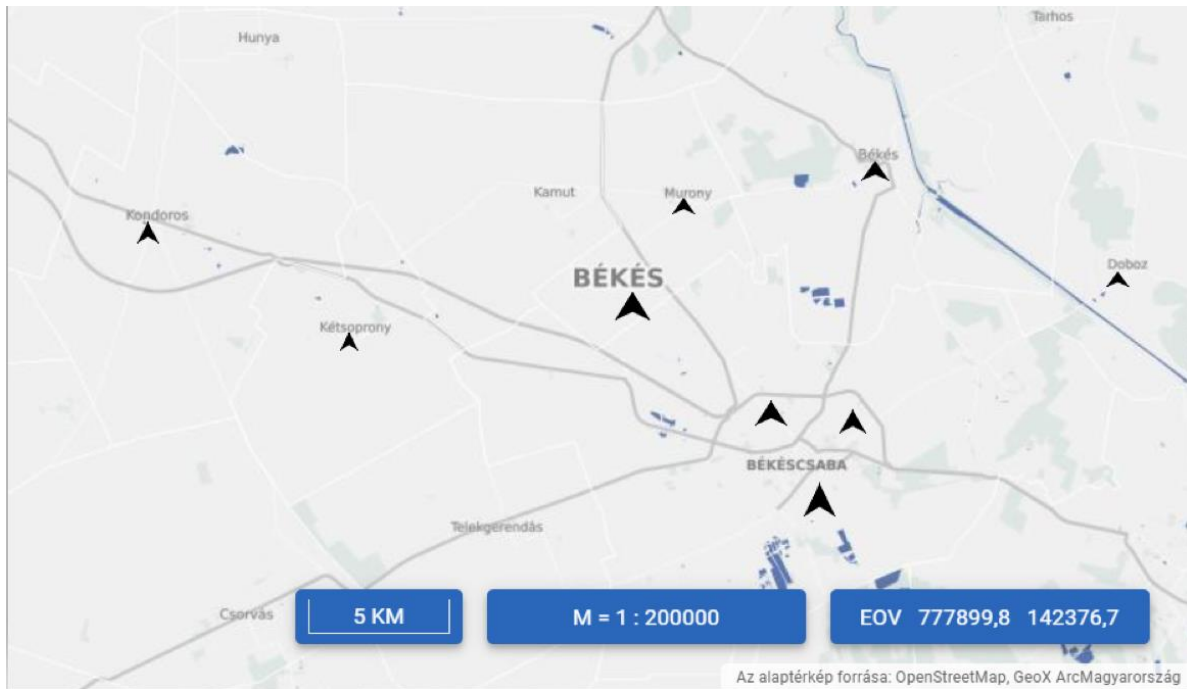 Tarhos
Hunya
Békés
Kamut
Murony
Kondoros
Doboz
BÉKÉS
Kétsoprony
BÉKÉSCSABA
Telekgerendás
Csorvás
5 KM
M = 1 : 200000
EOV 777899,8 142376,7
Az alaptérkép forrása: OpenStreetMap, GeoX ArcMagyarország